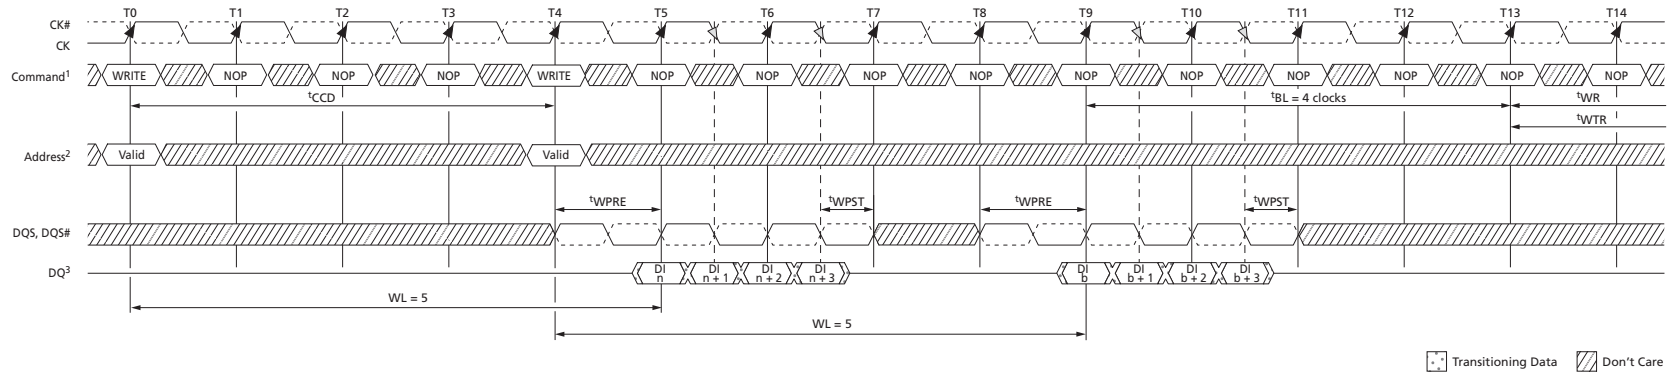 T0 T1 T2 T3 T4 T5 T6 T7 T8 T9 T10 T11 T12 T13 T14
CK#
CK
Command1 WRITE NOP NOP NOP WRITE NOP NOP NOP NOP NOP NOP NOP NOP NOP NOP
tCCD tBL = 4 clocks tWR
tWTR
Address2 Valid Valid
tWPRE tWPST tWPRE tWPST
DQS, DQS#
DQ3 DI n DI n + 1 DI n + 2 DI n + 3 DI b DI b + 1 DI b + 2 DI b + 3
WL = 5
WL = 5
Transitioning Data Don't Care